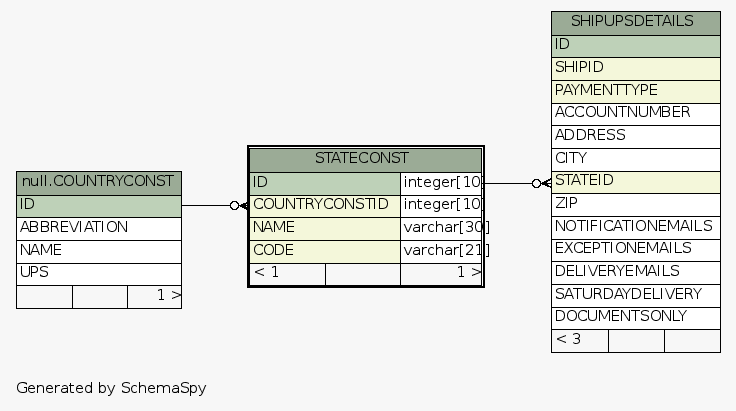 null.COUNTRYCONST
ID
ABBREVIATION
NAME
UPS
1 >
STATECONST
ID integer[10]
COUNTRYCONSTID integer[10]
NAME varchar[30]
CODE varchar[21]
< 1 1 >
SHIPUPSDETAILS
ID
SHIPID
PAYMENTTYPE
ACCOUNTNUMBER
ADDRESS
CITY
STATEID
ZIP
NOTIFICATIONEMAILS
EXCEPTIONEMAILS
DELIVERYEMAILS
SATURDAYDELIVERY
DOCUMENTSONLY
< 3
Generated by SchemaSpy